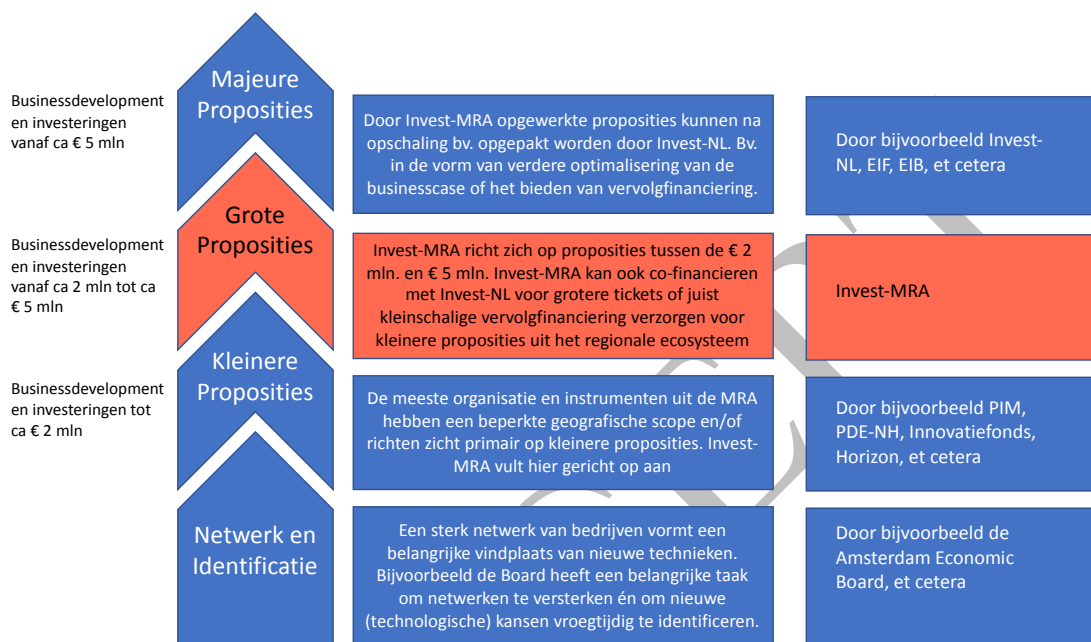 Majeure
Proposities
Businessdevelopment
en investeringen
vanaf ca € 5 mln
Door Invest-MRA opgewerkte proposities kunnen na
opschaling bv. opgepakt worden door Invest-NL. Bv.
in de vorm van verdere optimalisering van de
businesscase of het bieden van vervolgfinanciering.
Door bijvoorbeeld Invest-
NL, EIF, EIB, et cetera
Grote
Proposities
Businessdevelopment
en investeringen
vanaf ca 2 mln tot ca
€ 5 mln
Invest-MRA richt zich op proposities tussen de € 2
mln. en € 5 mln. Invest-MRA kan ook co-financieren
met Invest-NL voor grotere tickets of juist
kleinschalige vervolgfinanciering verzorgen voor
kleinere proposities uit het regionale ecosysteem
Invest-MRA
Kleinere
Proposities
Businessdevelopment
en investeringen tot
ca € 2 mln
De meeste organisatie en instrumenten uit de MRA
hebben een beperkte geografische scope en/of
richten zicht primair op kleinere proposities. Invest-
MRA vult hier gericht op aan
Door bijvoorbeeld PIM,
PDE-NH, Innovatiefonds,
Horizon, et cetera
Netwerk en
Identificatie
Een sterk netwerk van bedrijven vormt een
belangrijke vindplaats van nieuwe technieken.
Bijvoorbeeld de Board heeft een belangrijke taak
om netwerken te versterken én om nieuwe
(technologische) kansen vroegtijdig te identificeren.
Door bijvoorbeeld de
Amsterdam Economic
Board, et cetera